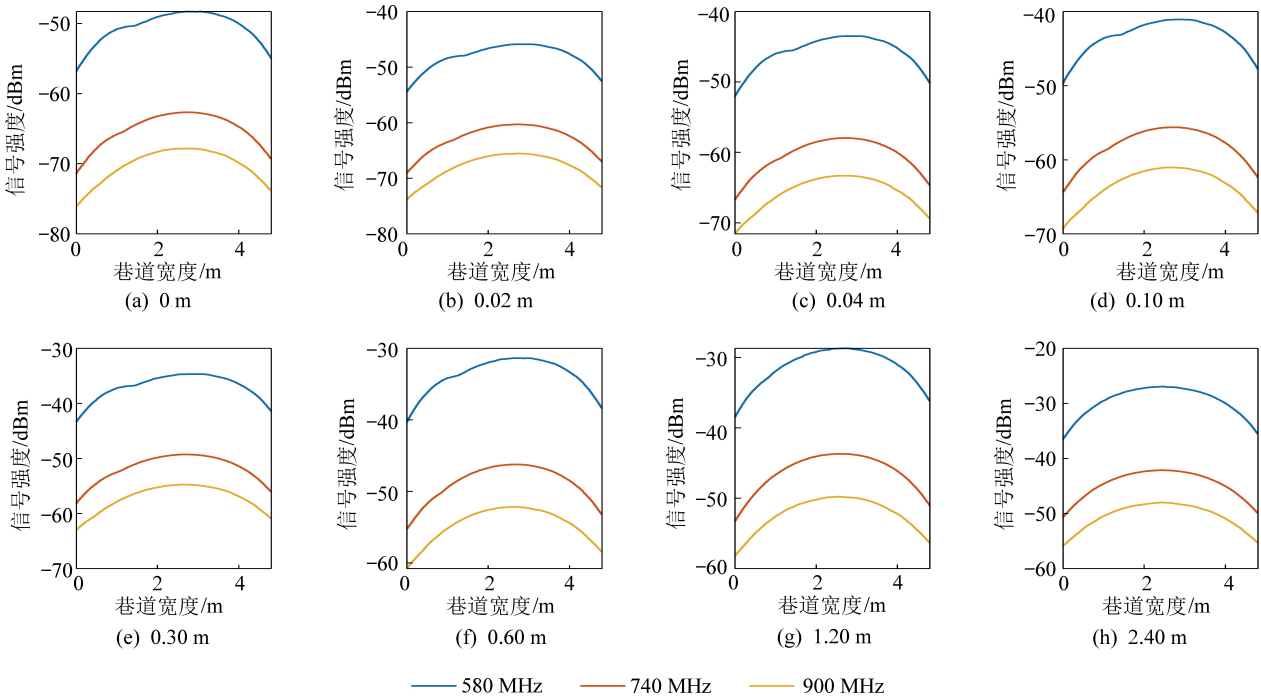 −50
−60
−70
−80
0
2
4
信号强度/dBm
巷道宽度/m
(a) 0 m
−40
−50
−60
−70
−80
0
2
4
信号强度/dBm
巷道宽度/m
(b) 0.02 m
−40
−50
−60
−70
0
2
4
信号强度/dBm
巷道宽度/m
(c) 0.04 m
−40
−50
−60
−70
0
2
4
信号强度/dBm
巷道宽度/m
(d) 0.10 m
−30
−40
−50
−60
−70
0
2
4
信号强度/dBm
巷道宽度/m
(e) 0.30 m
−30
−40
−50
−60
0
2
4
信号强度/dBm
巷道宽度/m
(f) 0.60 m
−30
−40
−50
−60
0
2
4
信号强度/dBm
巷道宽度/m
(g) 1.20 m
−20
−30
−40
−50
−60
0
2
4
信号强度/dBm
巷道宽度/m
(h) 2.40 m
580 MHz
740 MHz
900 MHz